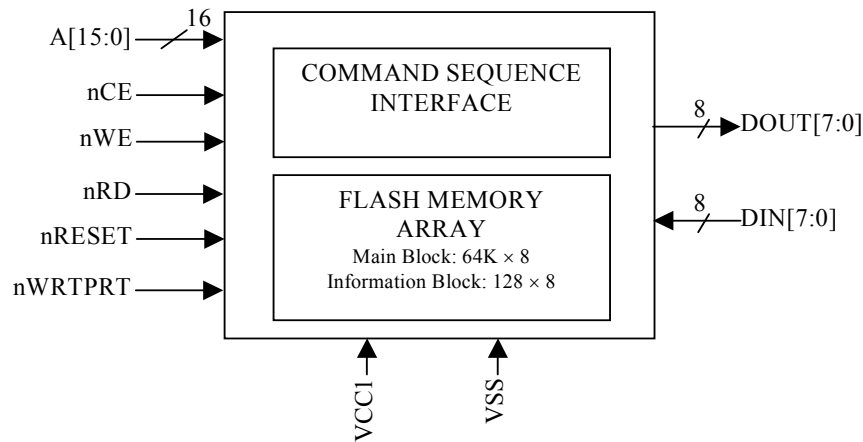 A[15:0]
16
nCE
nWE
nRD
nRESET
nWRTPRT
COMMAND SEQUENCE
INTERFACE
FLASH MEMORY
ARRAY
Main Block: 64K × 8
Information Block: 128 × 8
8
DOUT[7:0]
8
DIN[7:0]
VCC1
VSS